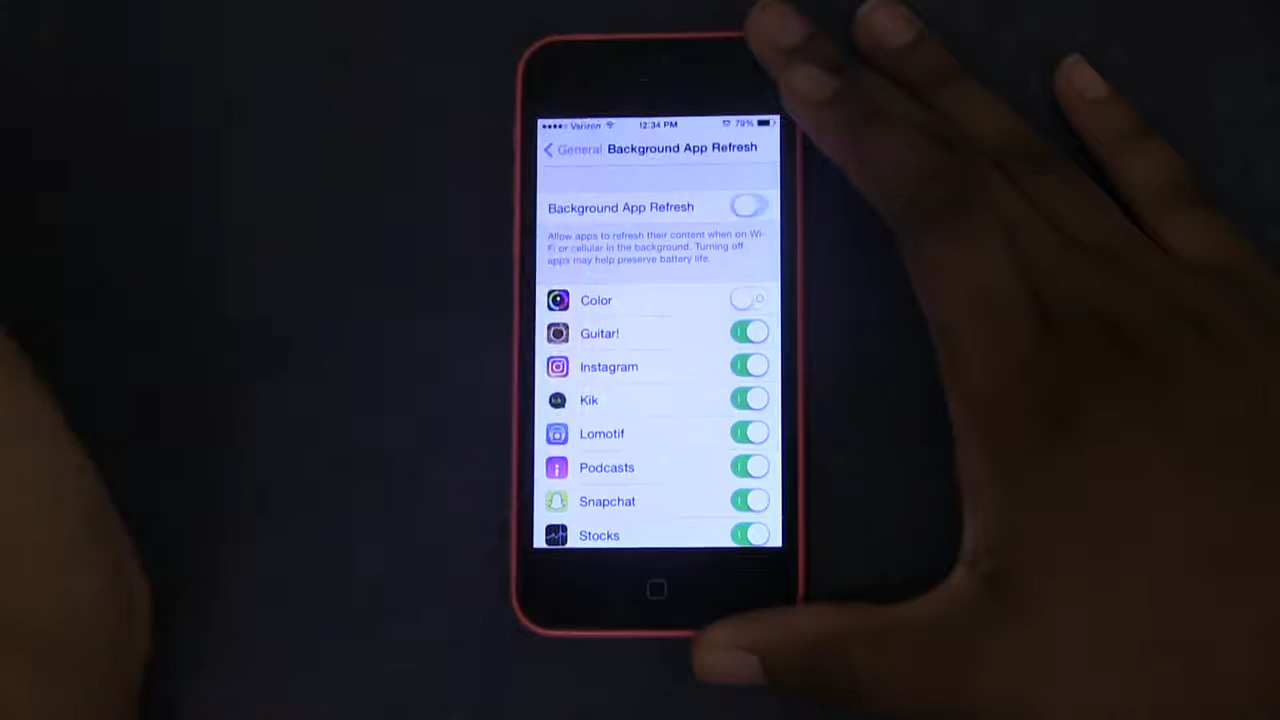 Verizon 12:34 PM 79%
General Background App Refresh
Background App Refresh
Allow apps to refresh their content when on Wi-
Fi or cellular in the background. Turning off
apps may help preserve battery life.
Color
Guitar!
Instagram
Kik
Lomotif
Podcasts
Snapchat
Stocks